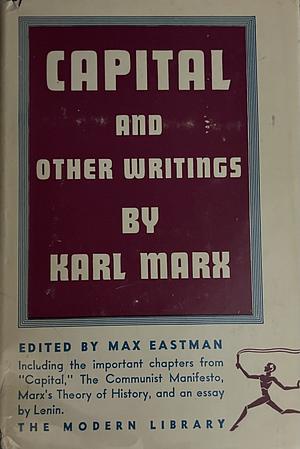 CAPITAL
AND
OTHER WRITINGS
BY
KARL MARX
EDITED BY MAX EASTMAN
Including the important chapters from
"Capital," The Communist Manifesto,
Marx's Theory of History, and an essay
by Lenin.
THE MODERN LIBRARY